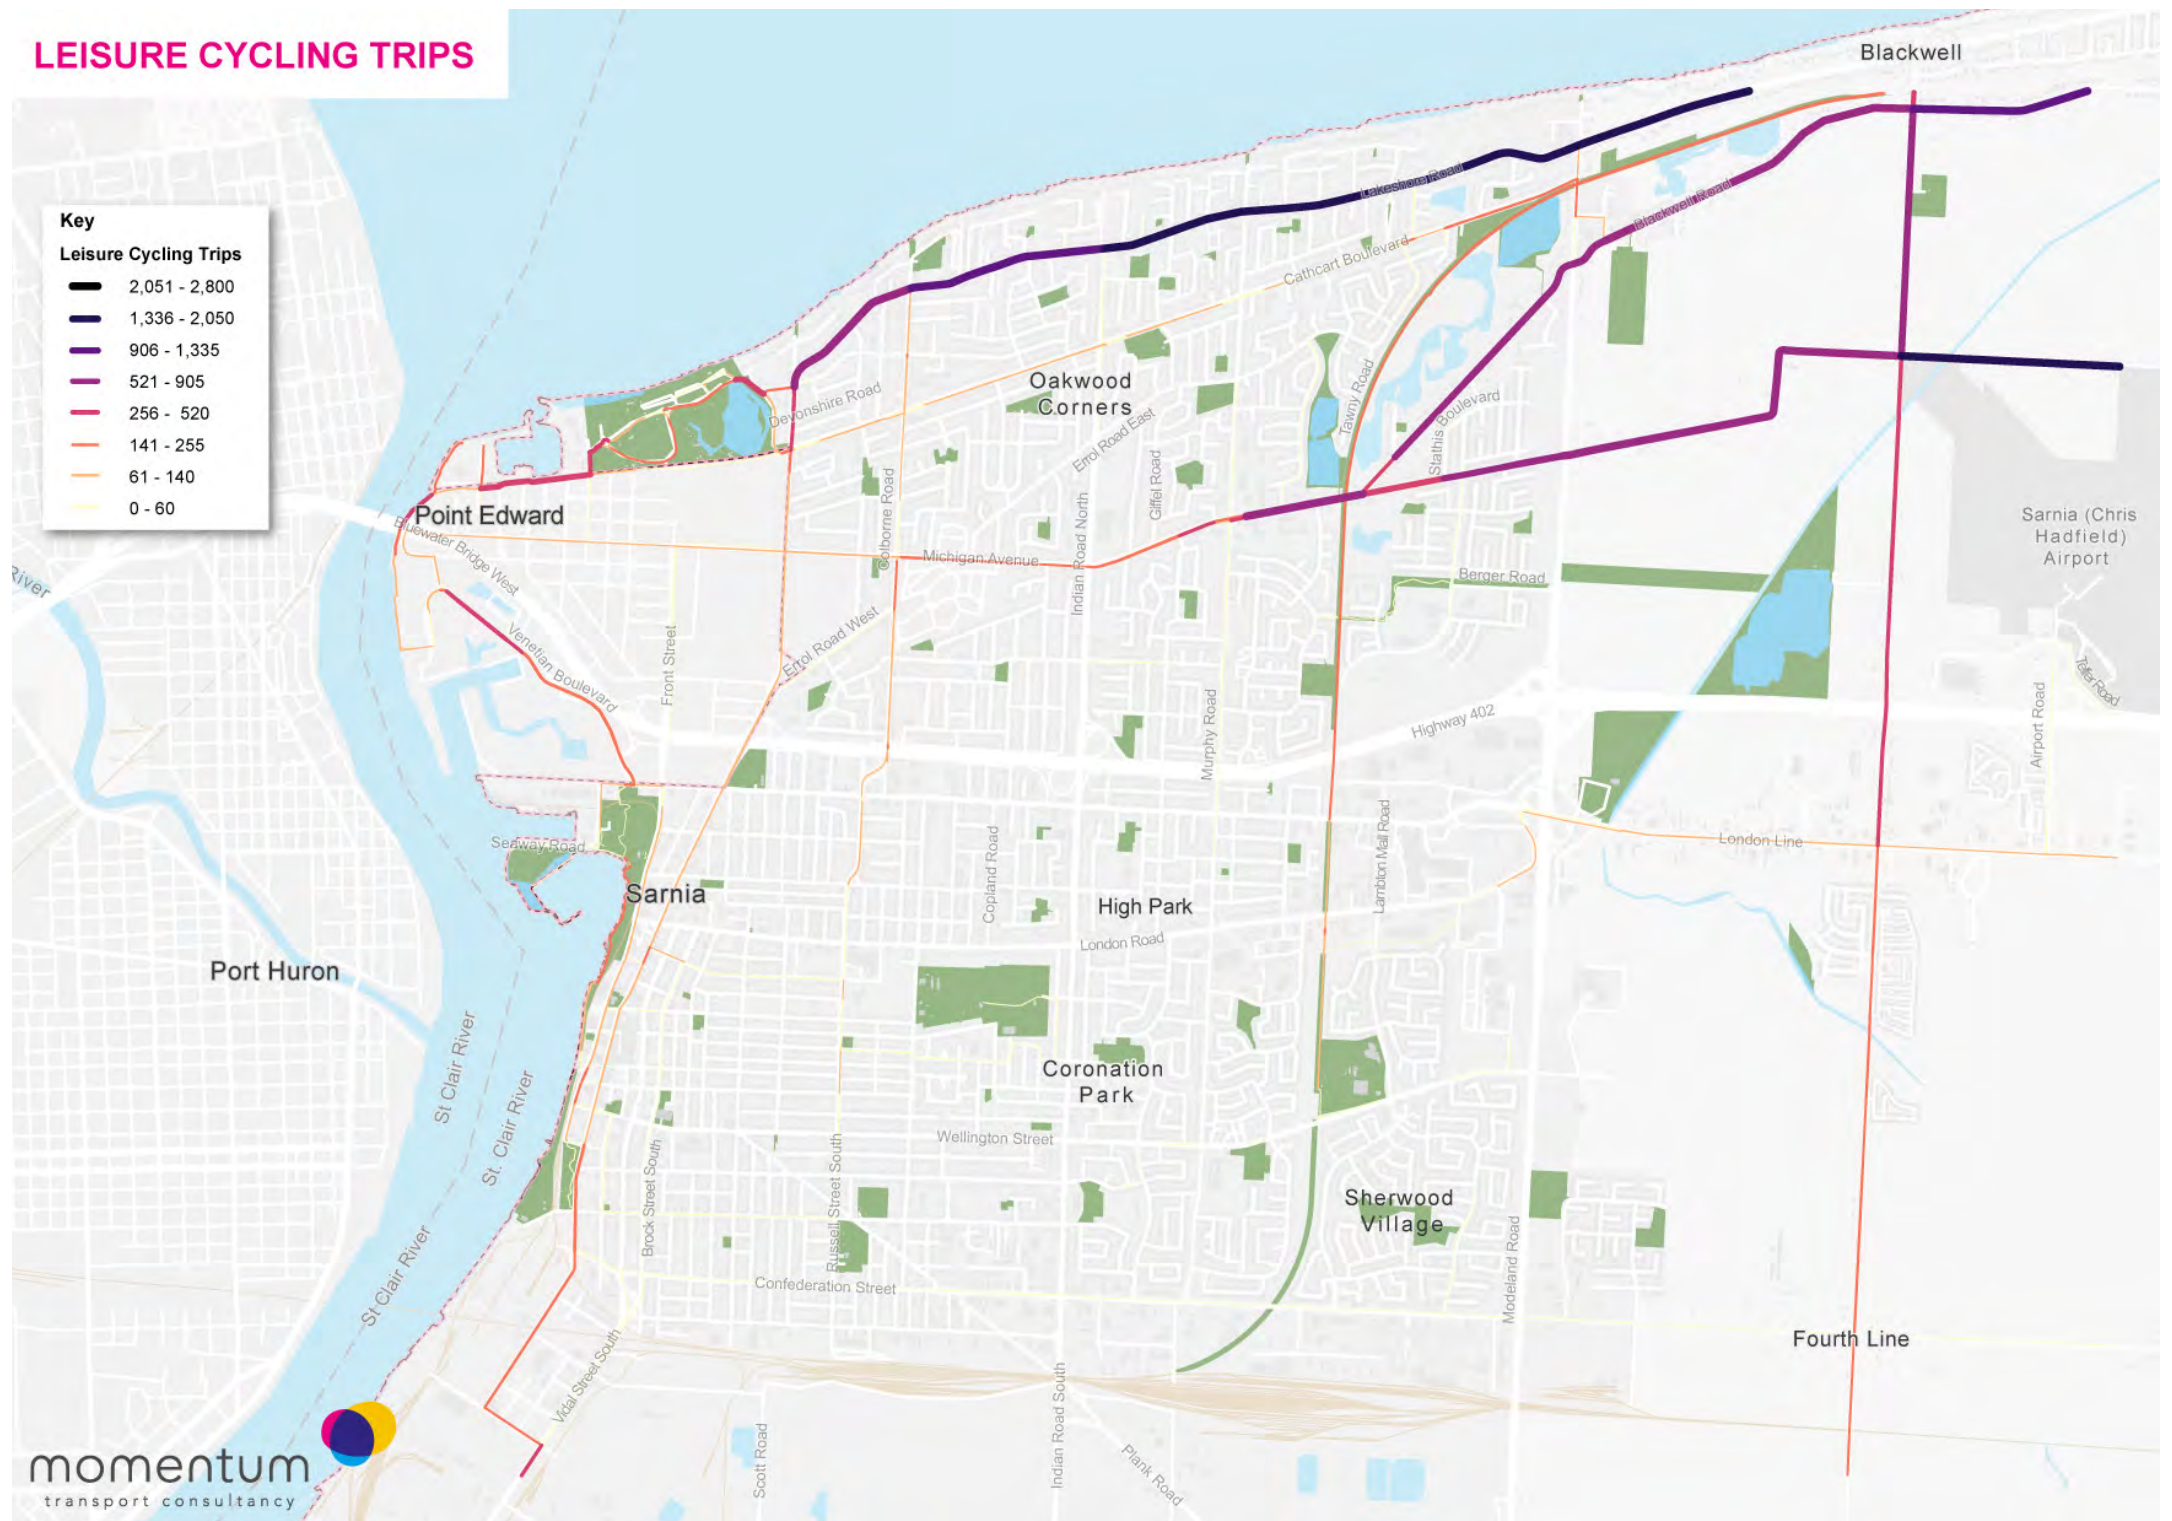 LEISURE CYCLING TRIPS
Blackwell
Key
Leisure Cycling Trips
2,051 - 2,800
1,336 - 2,050
906 - 1,335
521 - 905
256 - 520
141 - 255
61 - 140
0 - 60
Lakeshore Road
Blackwell Road
Cathcart Boulevard
Oakwood
Corners
Devonshire Road
Tawny Road
Stathis Boulevard
Errol Road East
Giffel Road
Colborne Road
Indian Road North
Point Edward
Bluewater Bridge West
Michigan Avenue
Sarnia (Chris
Hadfield)
Airport
Berger Road
River
Venetian Boulevard
Front Street
Errol Road West
Murphy Road
Highway 402
Telfer Road
Airport Road
Seaway Road
Sarnia
Copland Road
High Park
Lambton Mall Road
London Line
London Road
Port Huron
St Clair River
St. Clair River
St Clair River
Coronation
Park
Wellington Street
Brock Street South
Russell Street South
Sherwood
Village
Modeland Road
Confederation Street
Fourth Line
Vidal Street South
Scott Road
Indian Road South
Plank Road
momentum
transport consultancy